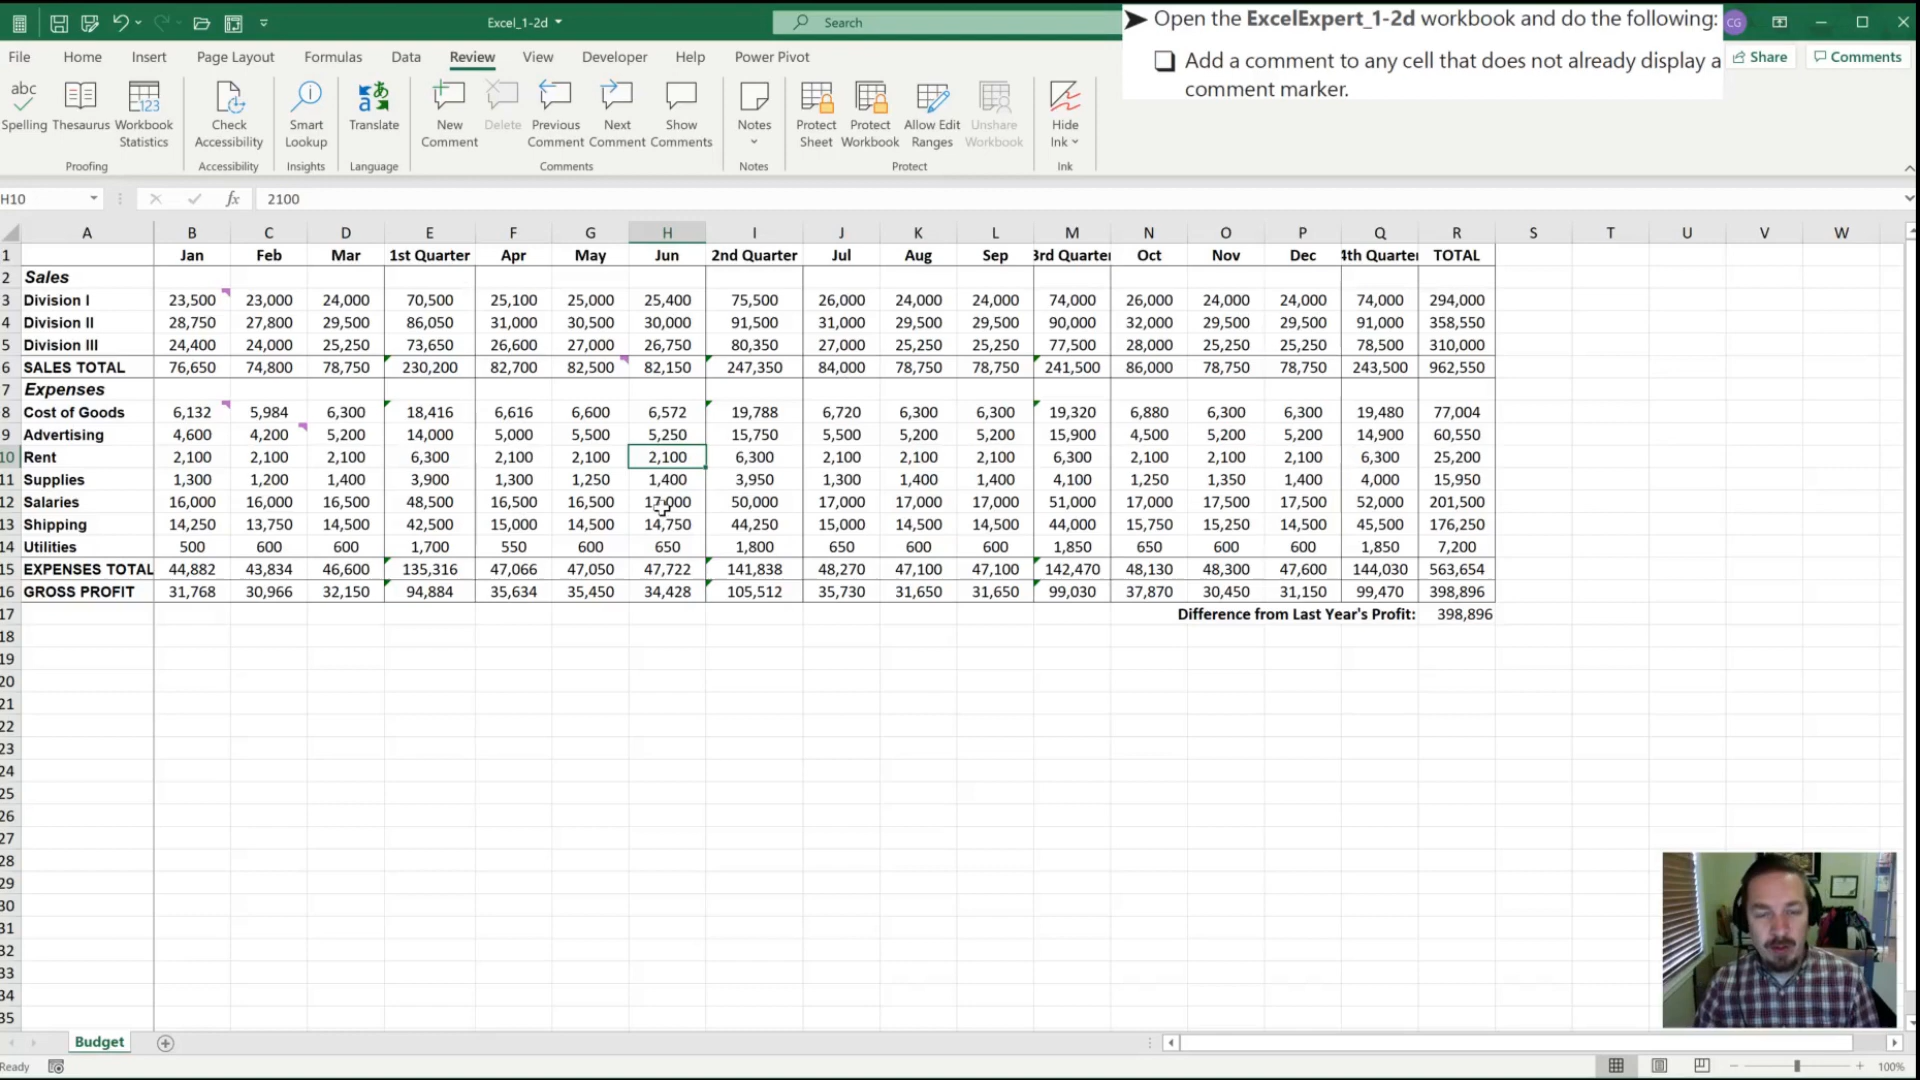 Excel_1-2d
Search
CG
Open the ExcelExpert_1-2d workbook and do the following:
Add a comment to any cell that does not already display a
comment marker.
File Home Insert Page Layout Formulas Data Review View Developer Help Power Pivot Share Comments
Spelling Thesaurus Workbook Statistics
Proofing
Check Accessibility
Accessibility
Smart Lookup
Insights
Translate
Language
New Comment Delete Previous Comment Next Comment Show Comments
Comments
Notes
Notes
Protect Sheet Protect Workbook Allow Edit Ranges Unshare Workbook
Protect
Hide Ink
Ink
H10 fx 2100
A B C D E F G H I J K L M N O P Q R S T U V W
1 Jan Feb Mar 1st Quarter Apr May Jun 2nd Quarter Jul Aug Sep 3rd Quarter Oct Nov Dec 4th Quarter TOTAL
2 Sales
3 Division I 23,500 23,000 24,000 70,500 25,100 25,000 25,400 75,500 26,000 24,000 24,000 74,000 26,000 24,000 24,000 74,000 294,000
4 Division II 28,750 27,800 29,500 86,050 31,000 30,500 30,000 91,500 31,000 29,500 29,500 90,000 32,000 29,500 29,500 91,000 358,550
5 Division III 24,400 24,000 25,250 73,650 26,600 27,000 26,750 80,350 27,000 25,250 25,250 77,500 28,000 25,250 25,250 78,500 310,000
6 SALES TOTAL 76,650 74,800 78,750 230,200 82,700 82,500 82,150 247,350 84,000 78,750 78,750 241,500 86,000 78,750 78,750 243,500 962,550
7 Expenses
8 Cost of Goods 6,132 5,984 6,300 18,416 6,616 6,600 6,572 19,788 6,720 6,300 6,300 19,320 6,880 6,300 6,300 19,480 77,004
9 Advertising 4,600 4,200 5,200 14,000 5,000 5,500 5,250 15,750 5,500 5,200 5,200 15,900 4,500 5,200 5,200 14,900 60,550
10 Rent 2,100 2,100 2,100 6,300 2,100 2,100 2,100 6,300 2,100 2,100 2,100 6,300 2,100 2,100 2,100 6,300 25,200
11 Supplies 1,300 1,200 1,400 3,900 1,300 1,250 1,400 3,950 1,300 1,400 1,400 4,100 1,250 1,350 1,400 4,000 15,950
12 Salaries 16,000 16,000 16,500 48,500 16,500 16,500 17,000 50,000 17,000 17,000 17,000 51,000 17,000 17,500 17,500 52,000 201,500
13 Shipping 14,250 13,750 14,500 42,500 15,000 14,500 14,750 44,250 15,000 14,500 14,500 44,000 15,750 15,250 14,500 45,500 176,250
14 Utilities 500 600 600 1,700 550 600 650 1,800 650 600 600 1,850 650 600 600 1,850 7,200
15 EXPENSES TOTAL 44,882 43,834 46,600 135,316 47,066 47,050 47,722 141,838 48,270 47,100 47,100 142,470 48,130 48,300 47,600 144,030 563,654
16 GROSS PROFIT 31,768 30,966 32,150 94,884 35,634 35,450 34,428 105,512 35,730 31,650 31,650 99,030 37,870 30,450 31,150 99,470 398,896
17 Difference from Last Year's Profit: 398,896
18
19
20
21
22
23
24
25
26
27
28
29
30
31
32
33
34
35
Budget
Ready 100%